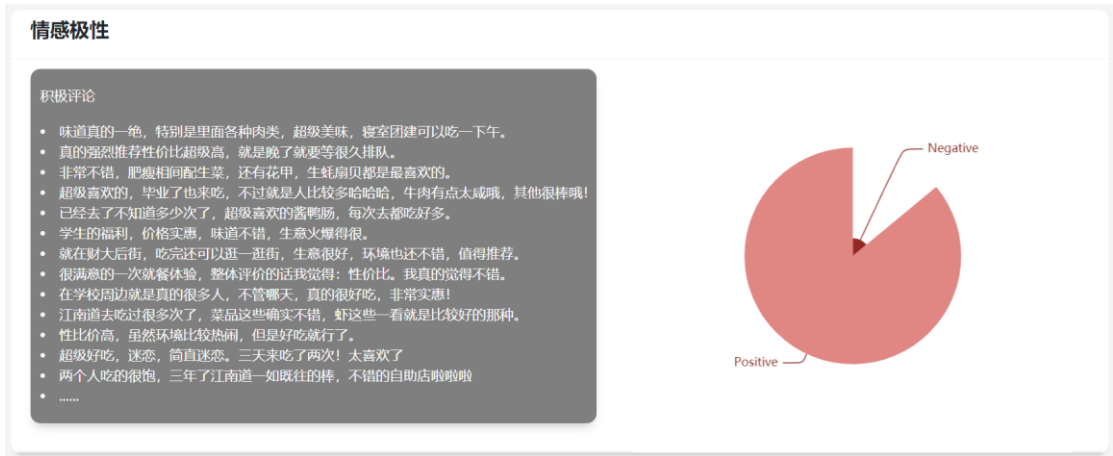 情感极性
积极评论
• 味道真的一绝，特别是里面各种肉类，超级美味，寝室团建可以吃一下午。
• 真的强烈推荐性价比超级高，就是晚了就要等很久排队。
• 非常不错，肥瘦相间配生菜，还有花甲，生蚝扇贝都是最喜欢的。
• 超级喜欢的，毕业了也来吃，不过就是人比较多哈哈哈，牛肉有点太咸哦，其他很棒哦！
• 已经去了不知道多少次了，超级喜欢的酱鸭肠，每次去都吃好多。
• 学生的福利，价格实惠，味道不错，生意火爆得很。
• 就在财大后街，吃完还可以逛一逛街，生意很好，环境也还不错，值得推荐。
• 很满意的一次就餐体验，整体评价的话我觉得：性价比。我真的觉得不错。
• 在学校周边就是真的很多人，不管哪天，真的很好吃，非常实惠！
• 江南道去吃过很多次了，菜品这些确实不错，虾这些一看就是比较好的那种。
• 性比价高，虽然环境比较热闹，但是好吃就行了。
• 超级好吃，迷恋，简直迷恋。三天来吃了两次！太喜欢了
• 两个人吃的很饱，三年了江南道一如既往的棒，不错的自助店啦啦啦
• ......
Negative
Positive